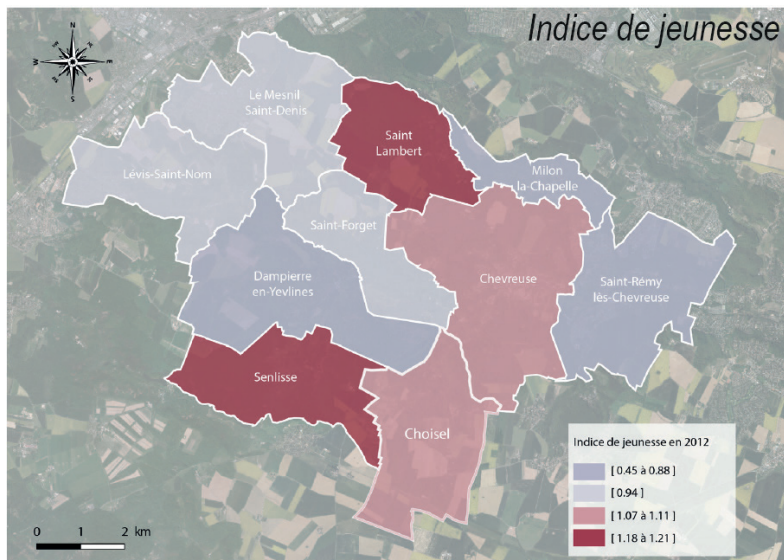 Indice de jeunesse
N
W
E
S
Le Mesnil
Saint-Denis
Saint
Lambert
Milon
la-Chapelle
Lévis-Saint-Nom
Saint-Forget
Dampierre
en-Yevlines
Chevreuse
Saint-Rémy
lès-Chevreuse
Senlisse
Choisel
Indice de jeunesse en 2012
[ 0.45 à 0.88 ]
[ 0.94 ]
[ 1.07 à 1.11 ]
[ 1.18 à 1.21 ]
0 1 2 km